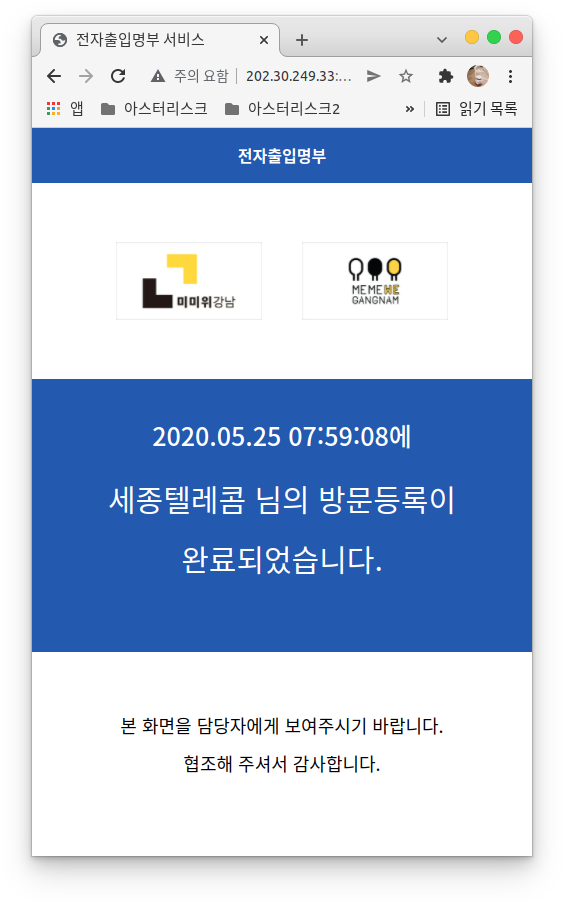 전자출입명부 서비스
주의 요함 202.30.249.33:...
앱 아스터리스크 아스터리스크2 » 읽기 목록
전자출입명부
미미위강남
MEMEWE
GANGNAM
2020.05.25 07:59:08에
세종텔레콤 님의 방문등록이
완료되었습니다.
본 화면을 담당자에게 보여주시기 바랍니다.
협조해 주셔서 감사합니다.